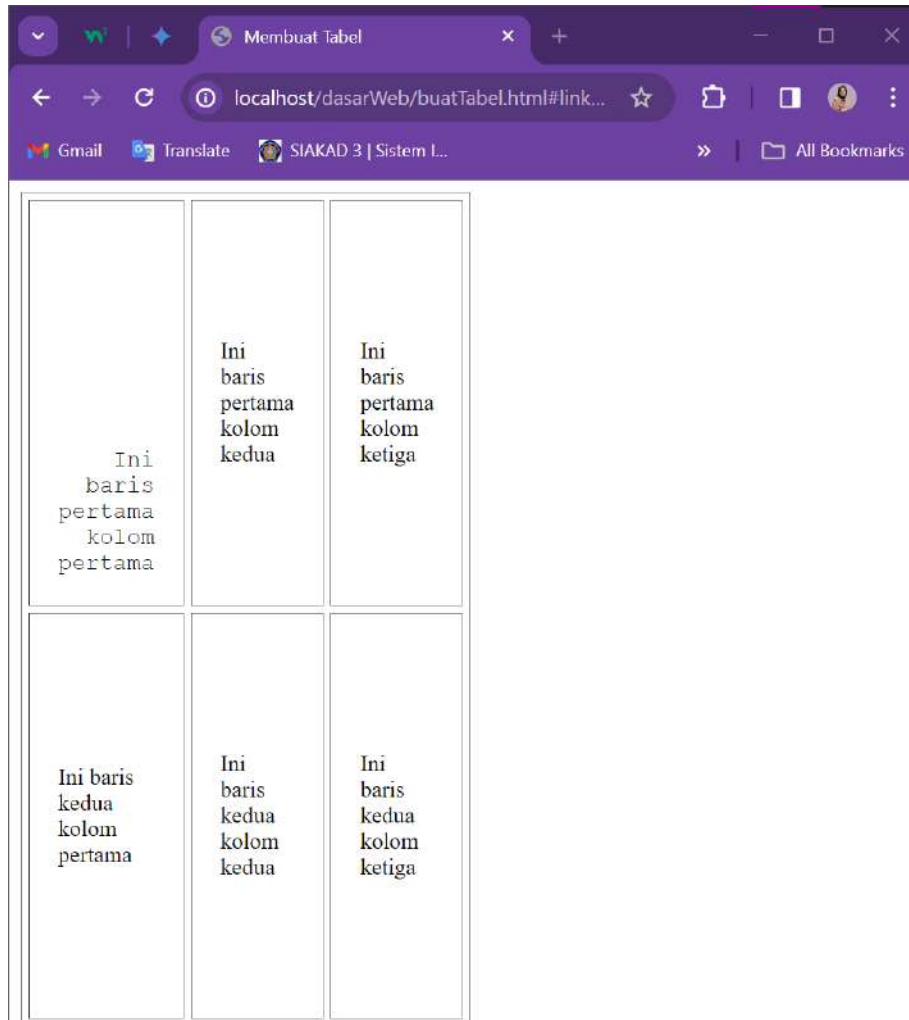 Membuat Tabel
localhost/dasarWeb/buatTabel.html#link...
Gmail Translate SIAKAD 3 | Sistem I... » All Bookmarks
Ini
baris
pertama
kolom
pertama
Ini
baris
pertama
kolom
kedua
Ini
baris
pertama
kolom
ketiga
Ini baris
kedua
kolom
pertama
Ini
baris
kedua
kolom
kedua
Ini
baris
kedua
kolom
ketiga